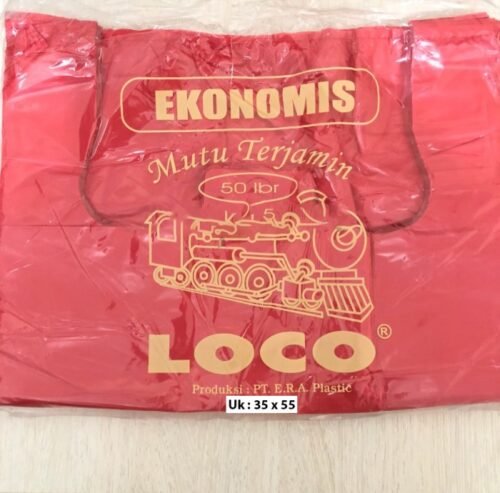 EKONOMIS
Mutu Terjamin
50 lbr
LOCO®
Produksi : PT. E.R.A. Plastic
Uk : 35 x 55